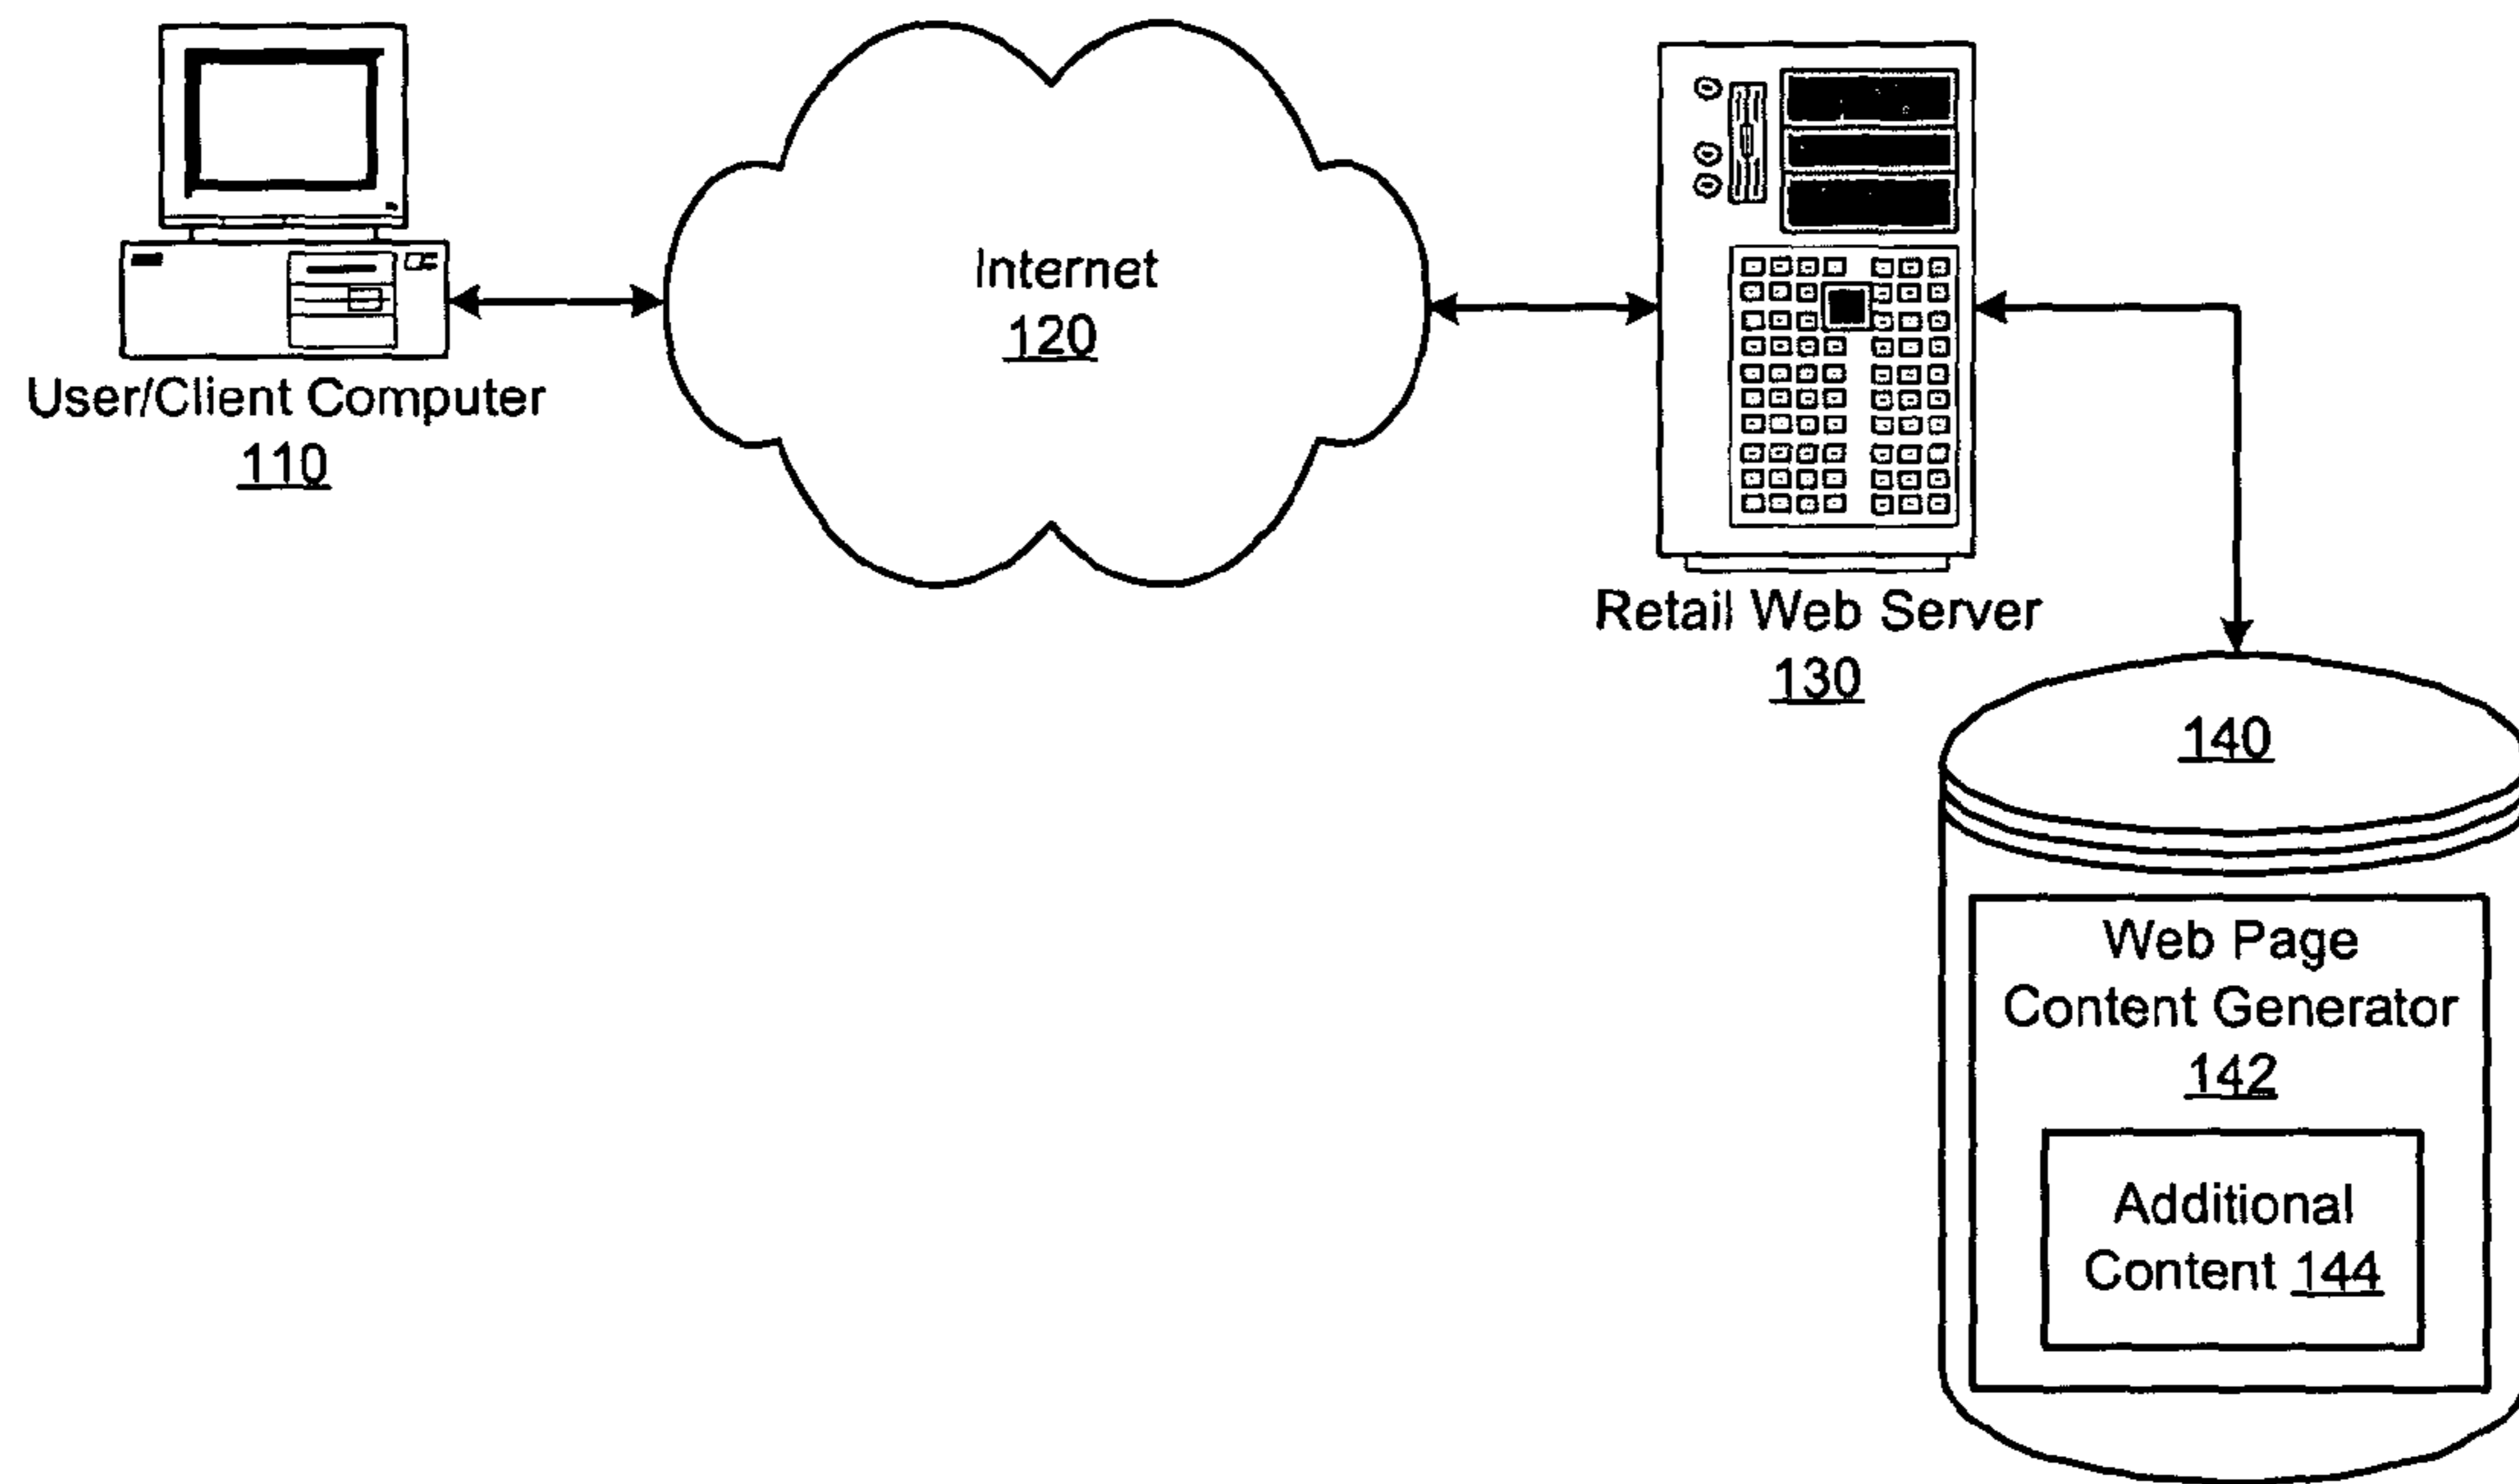 User/Client Computer
110
Internet
120
Retail Web Server
130
140
Web Page
Content Generator
142
Additional
Content 144